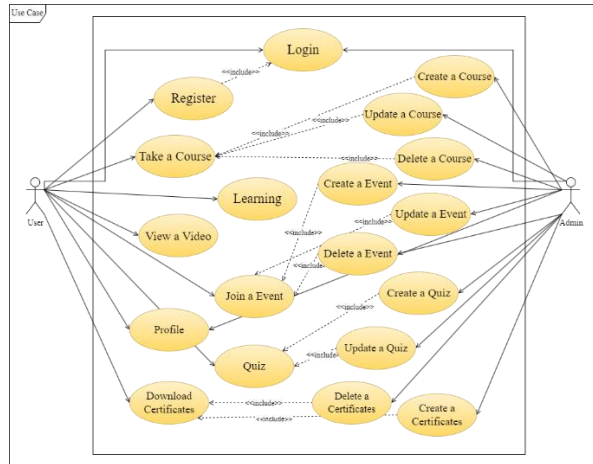 Use Case
Login
<<include>>
Create a Course
Register
<<include>>
Update a Course
<<include>>
Take a Course
<<include>>
Delete a Course
Create a Event
Learning
User
Admin
Update a Event
<<include>>
View a Video
<<include>>
Delete a Event
<<include>>
Join a Event
Create a Quiz
<<include>>
Profile
Update a Quiz
<<include>>
Quiz
Download
Certificates
<<include>>
Delete a
Certificates
<<include>>
Create a
Certificates